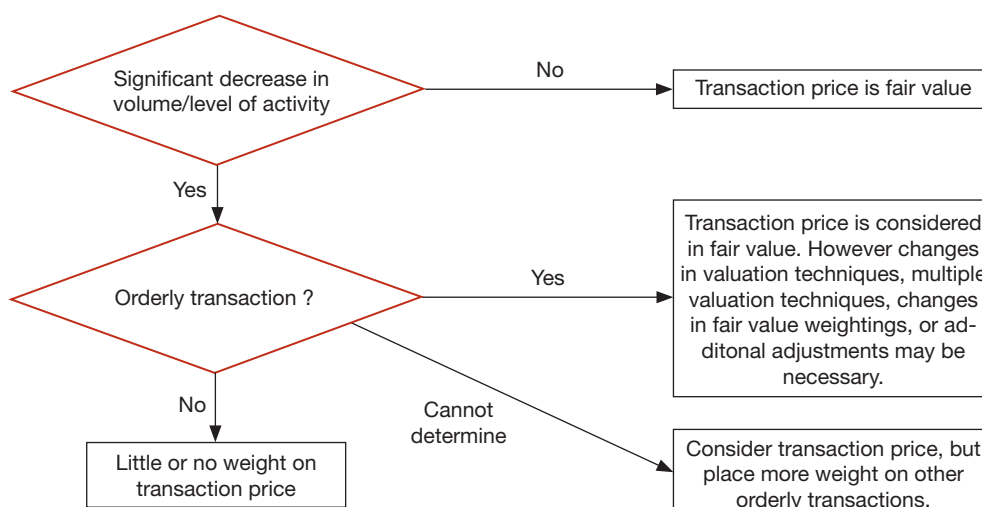 Significant decrease in
volume/level of activity
No
Transaction price is fair value
Yes
Orderly transaction ?
Yes
Transaction price is considered
in fair value. However changes
in valuation techniques, multiple
valuation techniques, changes
in fair value weightings, or ad-
ditonal adjustments may be
necessary.
No
Little or no weight on
transaction price
Cannot
determine
Consider transaction price, but
place more weight on other
orderly transactions.